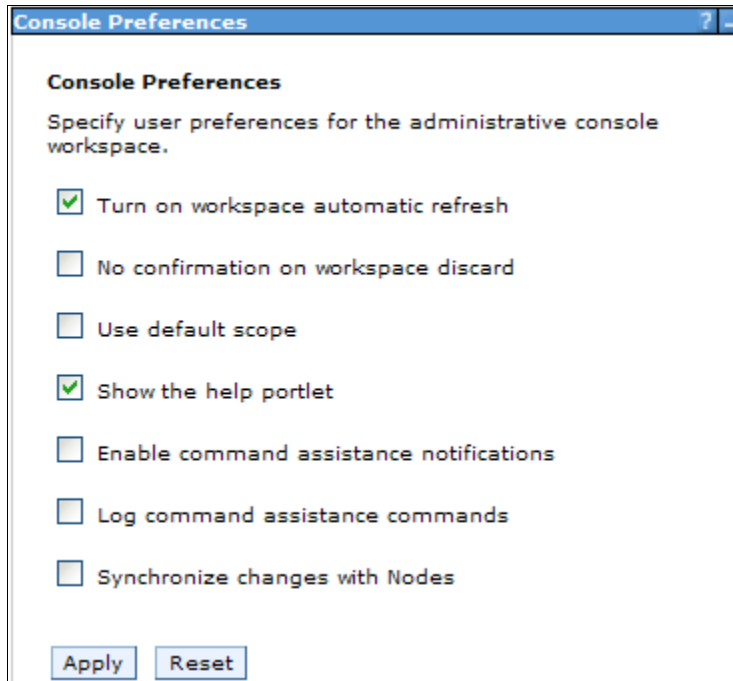 Console Preferences ? -
Console Preferences
Specify user preferences for the administrative console
workspace.
Turn on workspace automatic refresh
No confirmation on workspace discard
Use default scope
Show the help portlet
Enable command assistance notifications
Log command assistance commands
Synchronize changes with Nodes
Apply Reset